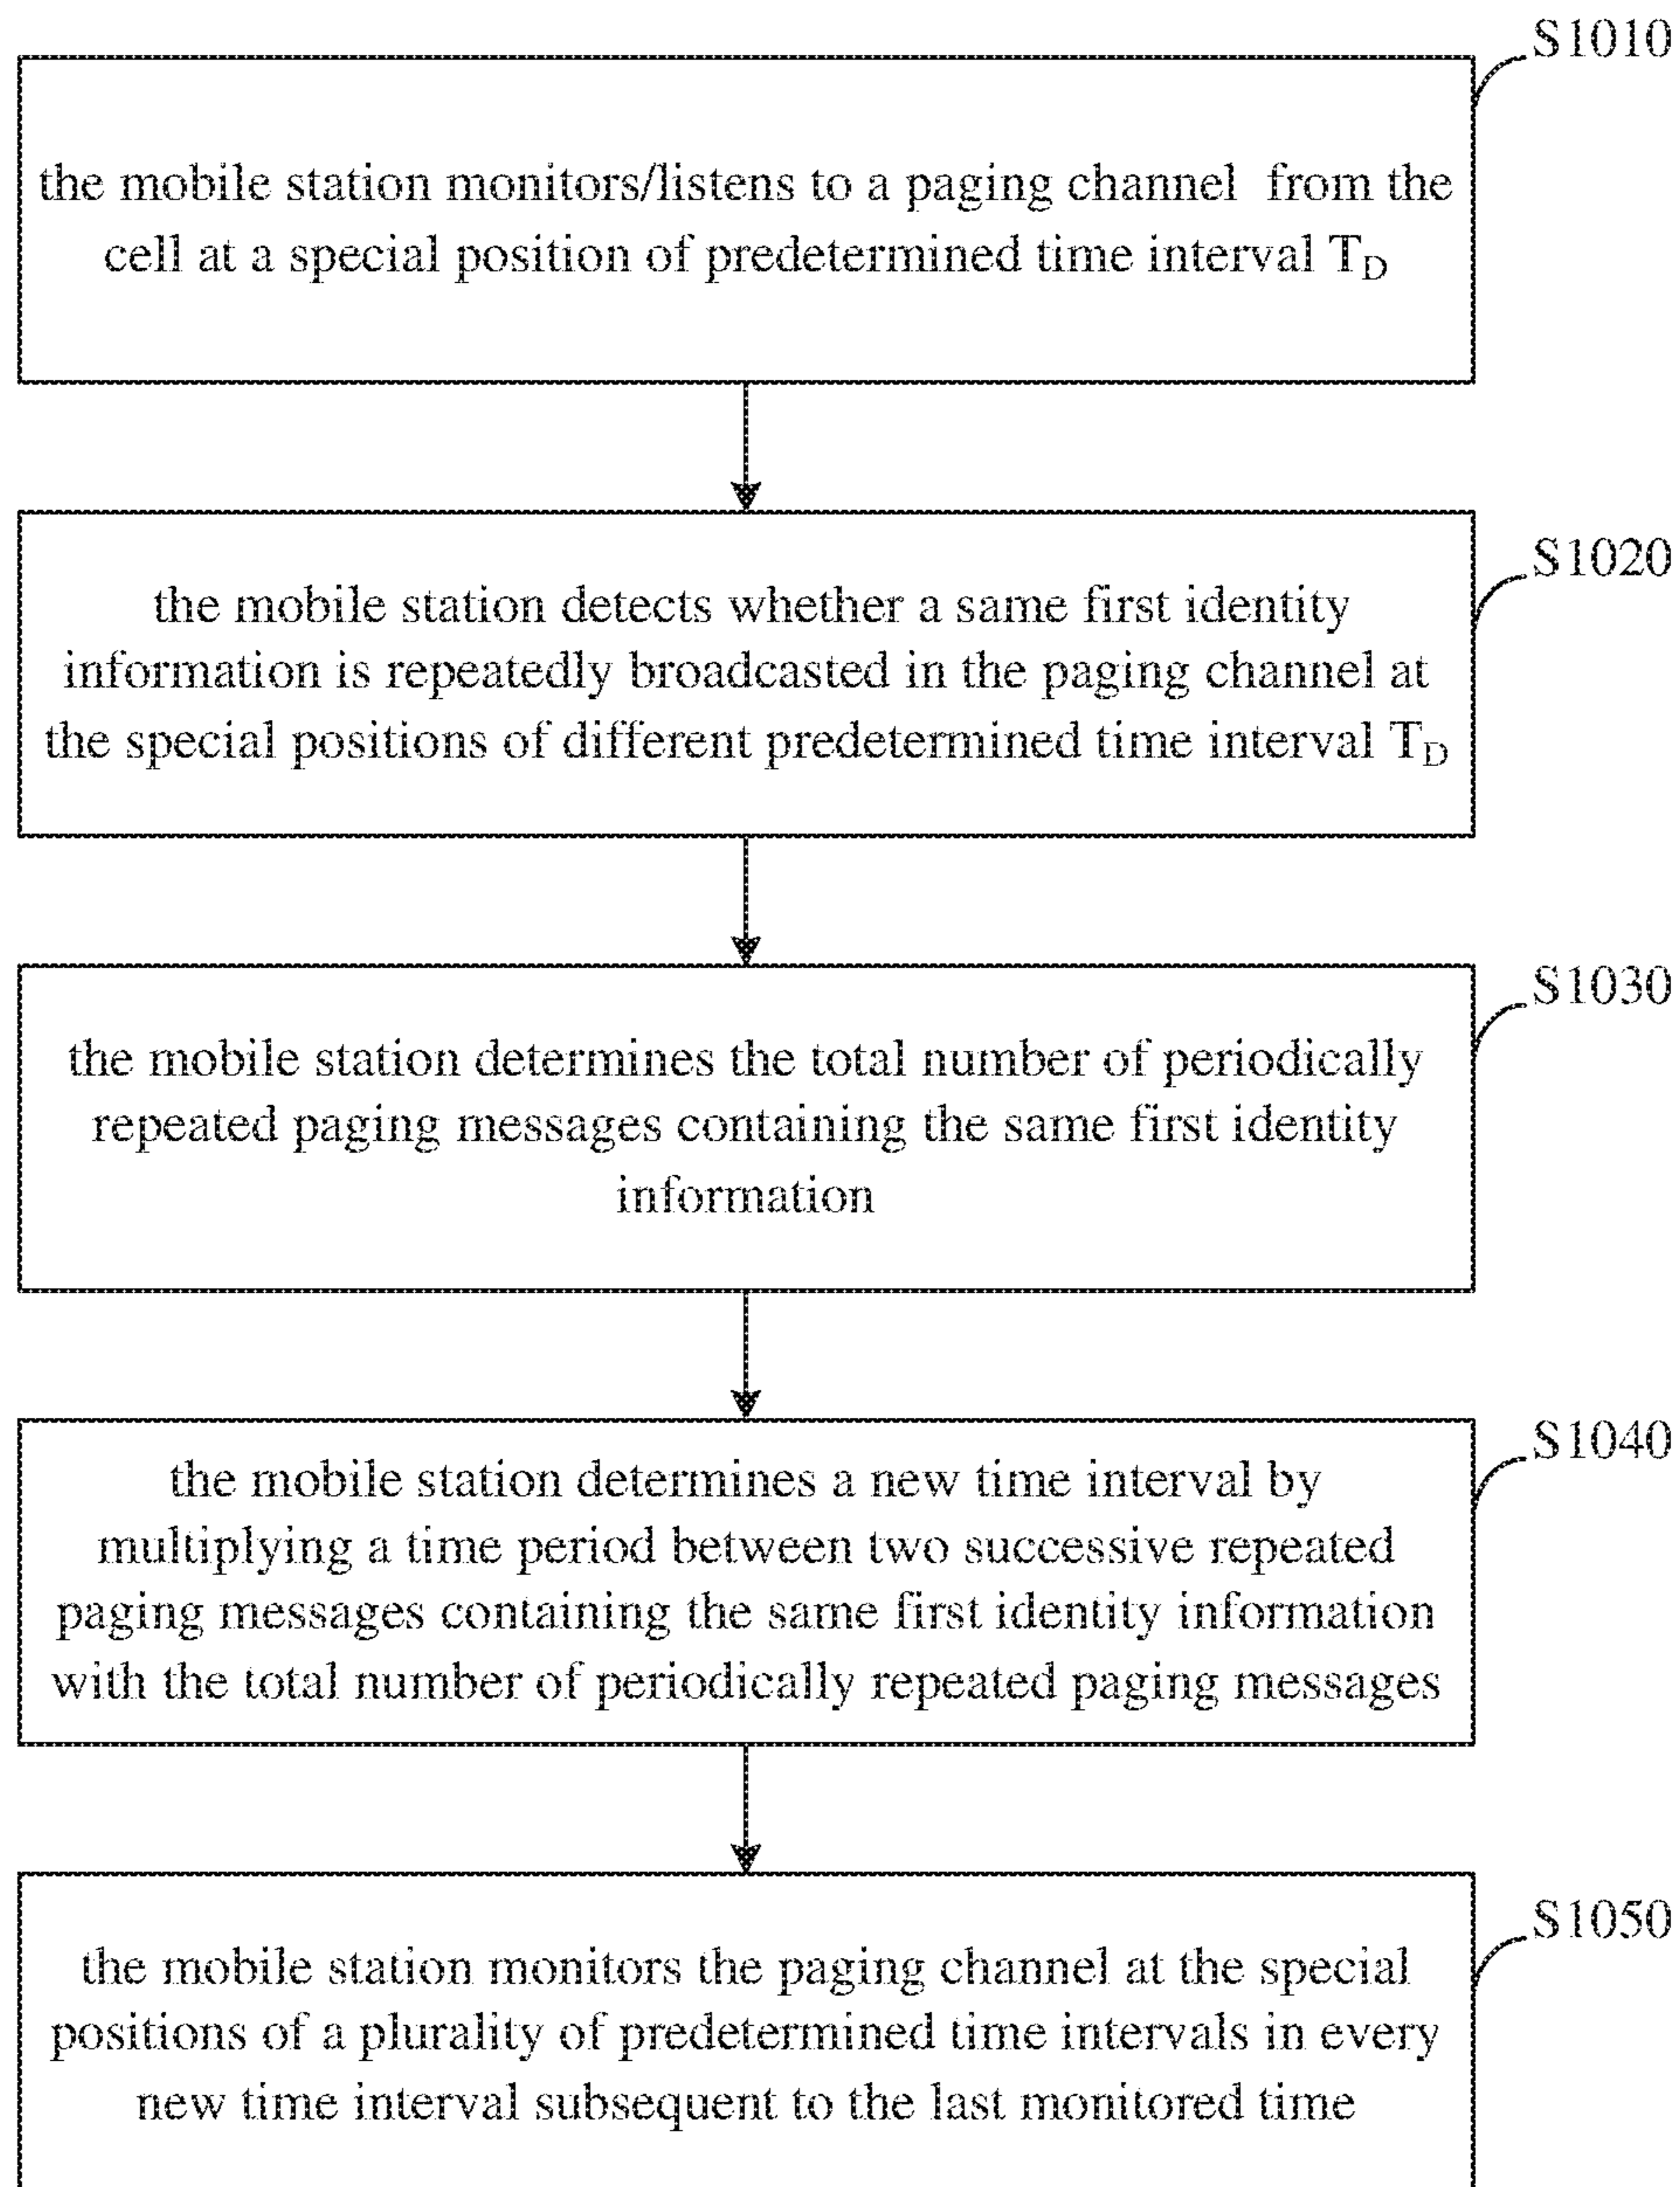 S1010
the mobile station monitors/listens to a paging channel from the
cell at a special position of predetermined time interval TD
S1020
the mobile station detects whether a same first identity
information is repeatedly broadcasted in the paging channel at
the special positions of different predetermined time interval TD
S1030
the mobile station determines the total number of periodically
repeated paging messages containing the same first identity
information
S1040
the mobile station determines a new time interval by
multiplying a time period between two successive repeated
paging messages containing the same first identity information
with the total number of periodically repeated paging messages
S1050
the mobile station monitors the paging channel at the special
positions of a plurality of predetermined time intervals in every
new time interval subsequent to the last monitored time